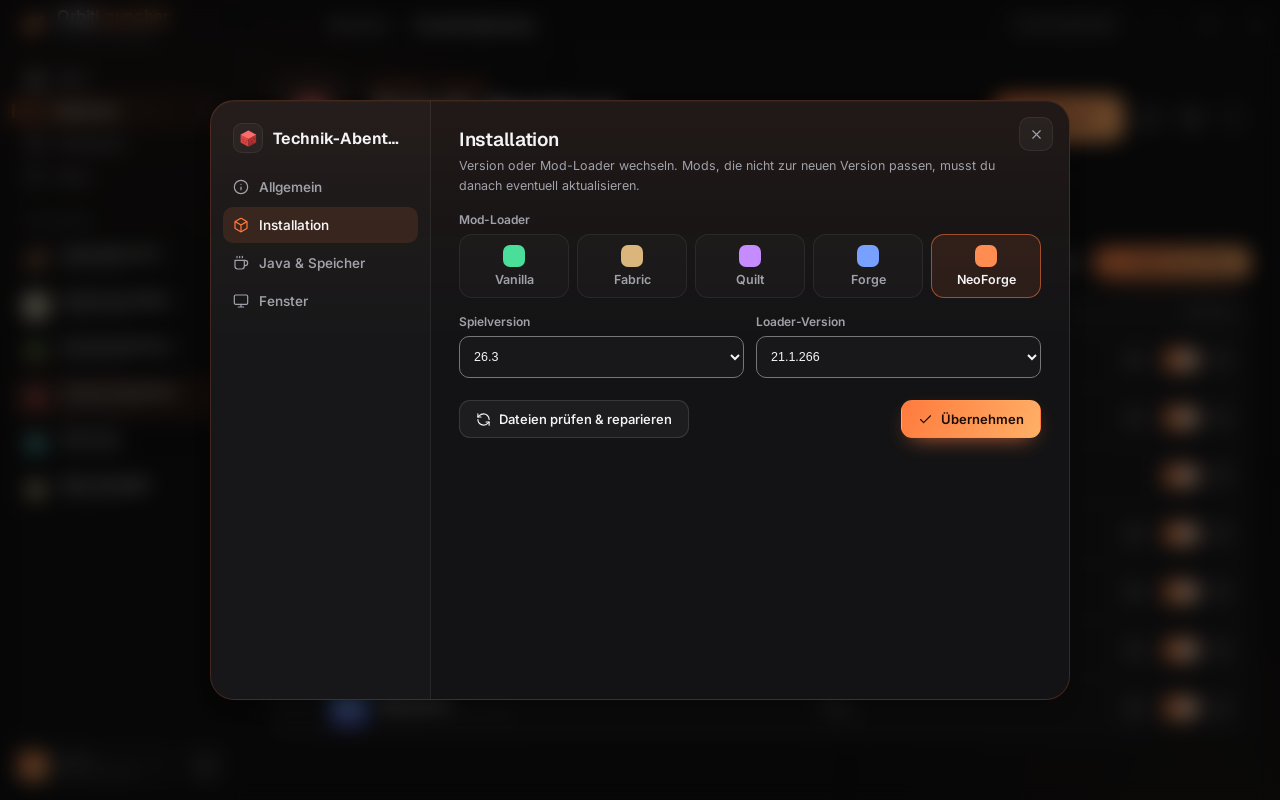 Technik-Abent...
Allgemein
Installation
Java & Speicher
Fenster
Installation
Version oder Mod-Loader wechseln. Mods, die nicht zur neuen Version passen, musst du
danach eventuell aktualisieren.
Mod-Loader
Vanilla
Fabric
Quilt
Forge
NeoForge
Spielversion
Loader-Version
26.3
21.1.266
Dateien prüfen & reparieren
Übernehmen